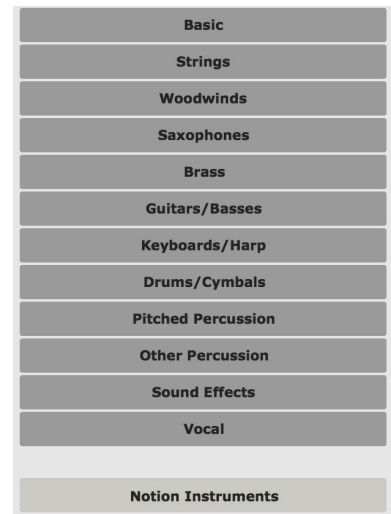 Basic
Strings
Woodwinds
Saxophones
Brass
Guitars/Basses
Keyboards/Harp
Drums/Cymbals
Pitched Percussion
Other Percussion
Sound Effects
Vocal
Notion Instruments